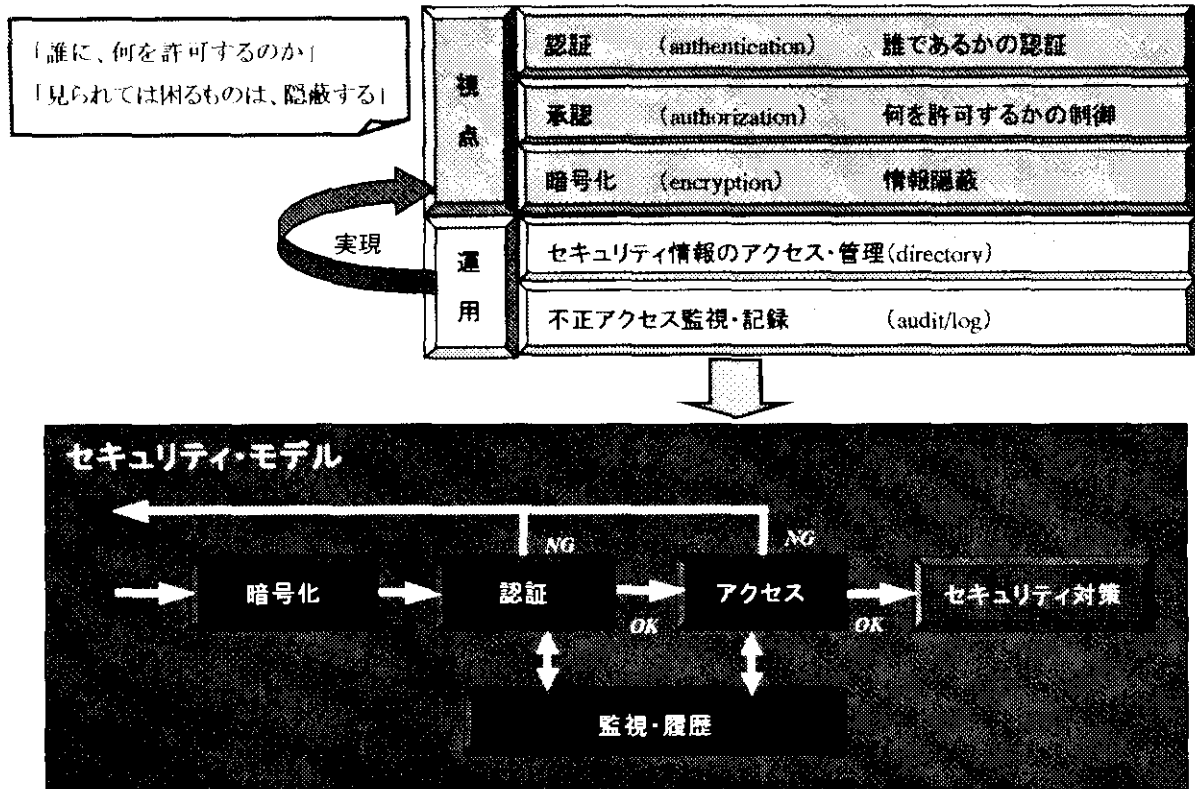 「誰に、何を許可するのか」
「見られては困るものは、隠蔽する」
視点
認証 (authentication) 誰であるかの認証
承認 (authorization) 何を許可するかの制御
暗号化 (encryption) 情報隠蔽
実現
運用
セキュリティ情報のアクセス・管理(directory)
不正アクセス監視・記録 (audit/log)
セキュリティ・モデル
NG
NG
暗号化
認証
アクセス
セキュリティ対策
OK
OK
監視・履歴